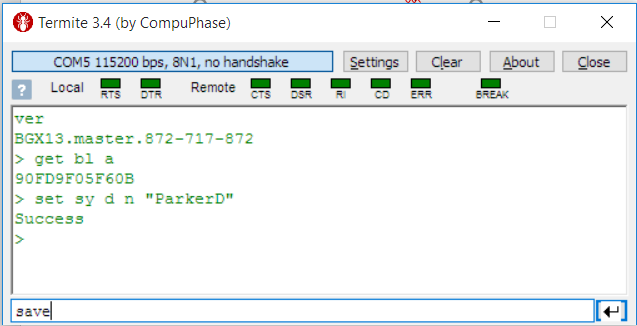 Termite 3.4 (by CompuPhase)
COM5 115200 bps, 8N1, no handshake Settings Clear About Close
? Local RTS DTR Remote CTS DSR RI CD ERR BREAK
ver
BGX13.master.872-717-872
> get bl a
90FD9F05F60B
> set sy d n "ParkerD"
Success
>
save